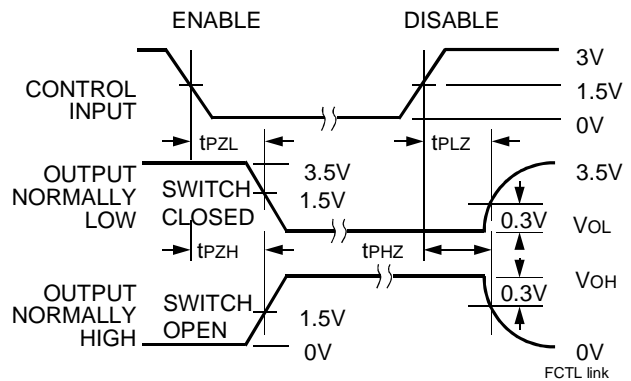 ENABLE DISABLE
3V
CONTROL INPUT
1.5V
0V
tPZL tPLZ
OUTPUT NORMALLY LOW
SWITCH CLOSED
3.5V
1.5V
3.5V
0.3V
VOL
tPZH tPHZ
OUTPUT NORMALLY HIGH
SWITCH OPEN
1.5V
0V
VOH
0.3V
0V
FCTL link